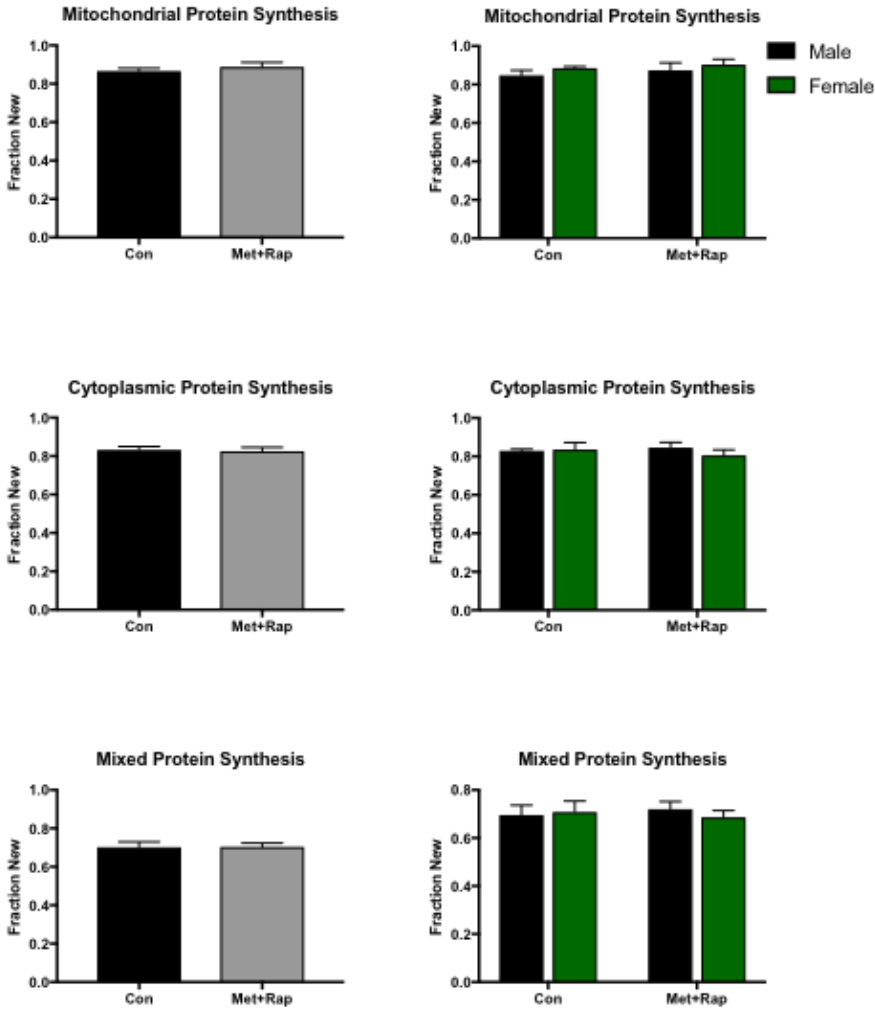 Mitochondrial Protein Synthesis
Fraction New
1.0
0.8
0.6
0.4
0.2
0.0
Con Met+Rap
Mitochondrial Protein Synthesis
Fraction New
1.0
0.8
0.6
0.4
0.2
0.0
Con Met+Rap
Male
Female
Cytoplasmic Protein Synthesis
Fraction New
1.0
0.8
0.6
0.4
0.2
0.0
Con Met+Rap
Cytoplasmic Protein Synthesis
Fraction New
1.0
0.8
0.6
0.4
0.2
0.0
Con Met+Rap
Mixed Protein Synthesis
Fraction New
1.0
0.8
0.6
0.4
0.2
0.0
Con Met+Rap
Mixed Protein Synthesis
Fraction New
0.8
0.6
0.4
0.2
0.0
Con Met+Rap